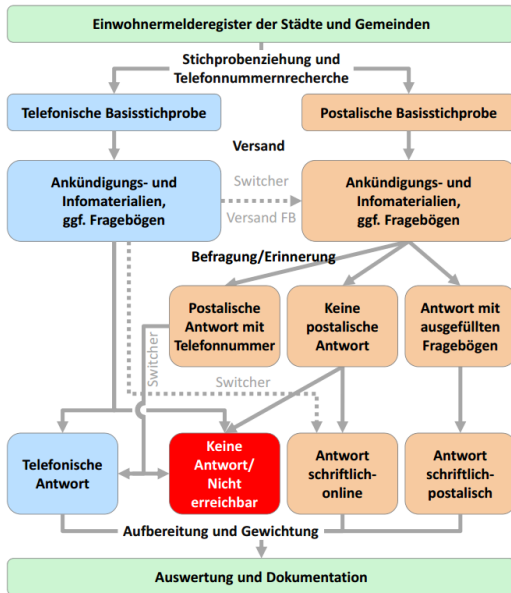 Einwohnermelderegister der Städte und Gemeinden
Stichprobenziehung und
Telefonnummernrecherche
Telefonische Basisstichprobe
Postalische Basisstichprobe
Versand
Ankündigungs- und
Infomaterialien,
ggf. Fragebögen
Switcher
Versand FB
Ankündigungs- und
Infomaterialien,
ggf. Fragebögen
Befragung/Erinnerung
Postalische
Antwort mit
Telefonnummer
Keine
postalische
Antwort
Antwort mit
ausgefüllten
Fragebögen
Switcher
Switcher
Telefonische
Antwort
Keine
Antwort/
Nicht
erreichbar
Antwort
schriftlich-
online
Antwort
schriftlich-
postalisch
Aufbereitung und Gewichtung
Auswertung und Dokumentation